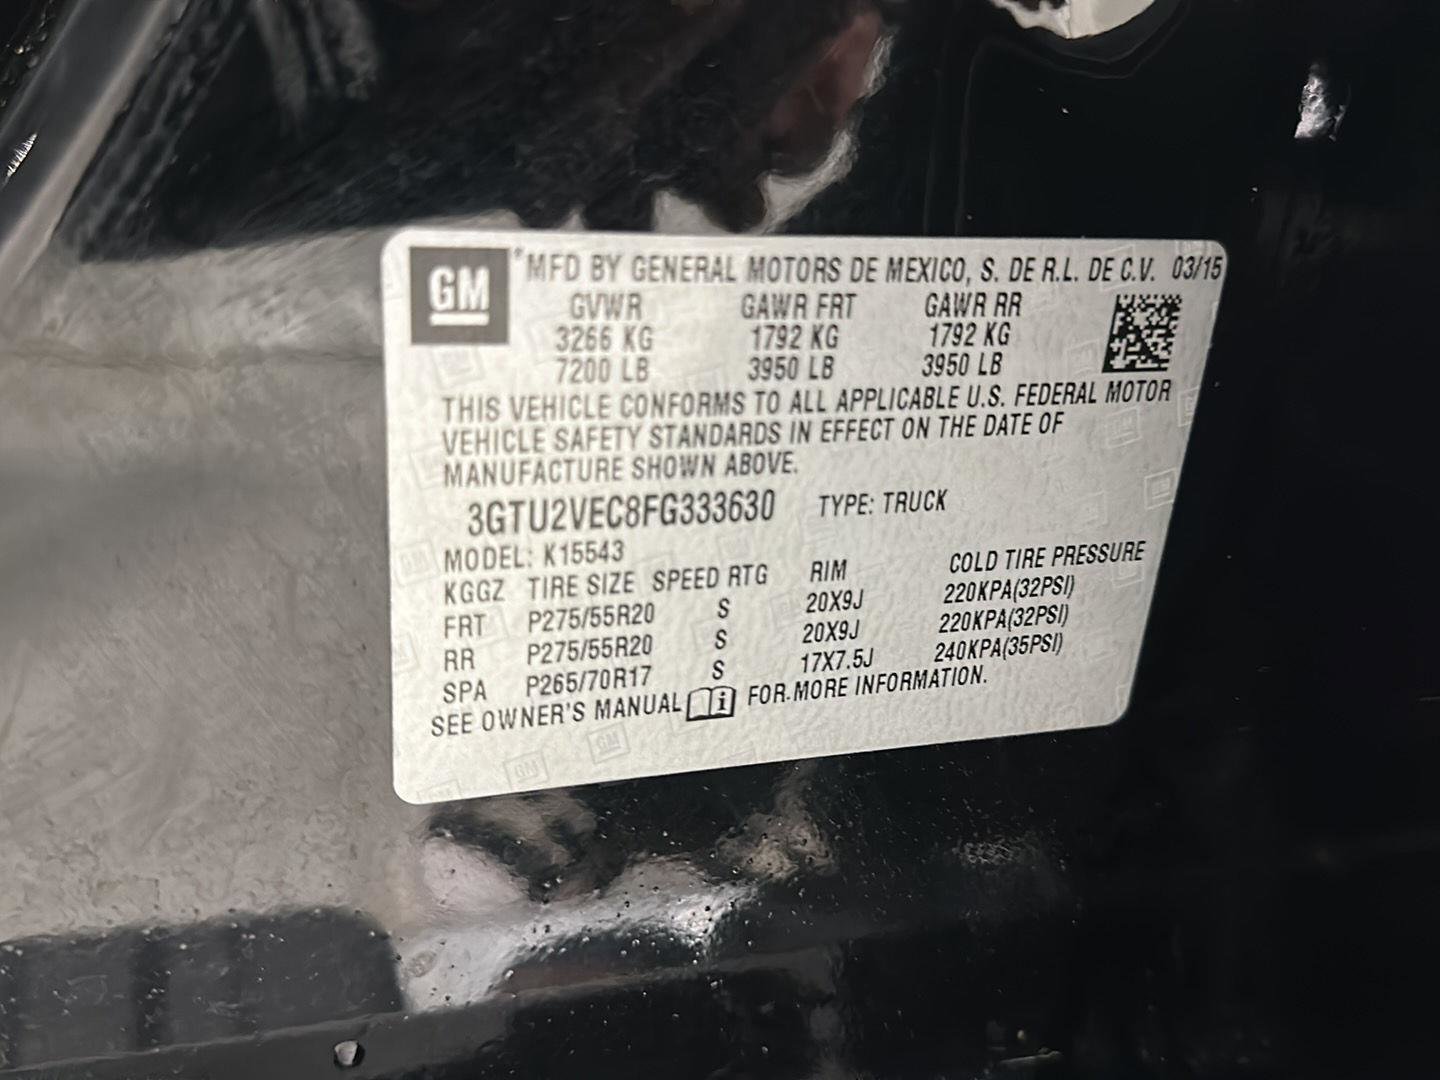 GM
*MFD BY GENERAL MOTORS DE MEXICO, S. DE R.L. DE C.V. 03/15
GVWR GAWR FRT GAWR RR
3266 KG 1792 KG 1792 KG
7200 LB 3950 LB 3950 LB
THIS VEHICLE CONFORMS TO ALL APPLICABLE U.S. FEDERAL MOTOR
VEHICLE SAFETY STANDARDS IN EFFECT ON THE DATE OF
MANUFACTURE SHOWN ABOVE.
3GTU2VEC8FG333630 TYPE: TRUCK
MODEL: K15543
KGGZ TIRE SIZE SPEED RTG RIM COLD TIRE PRESSURE
FRT P275/55R20 S 20X9J 220KPA(32PSI)
RR P275/55R20 S 20X9J 220KPA(32PSI)
SPA P265/70R17 S 17X7.5J 240KPA(35PSI)
SEE OWNER'S MANUAL i FOR MORE INFORMATION.